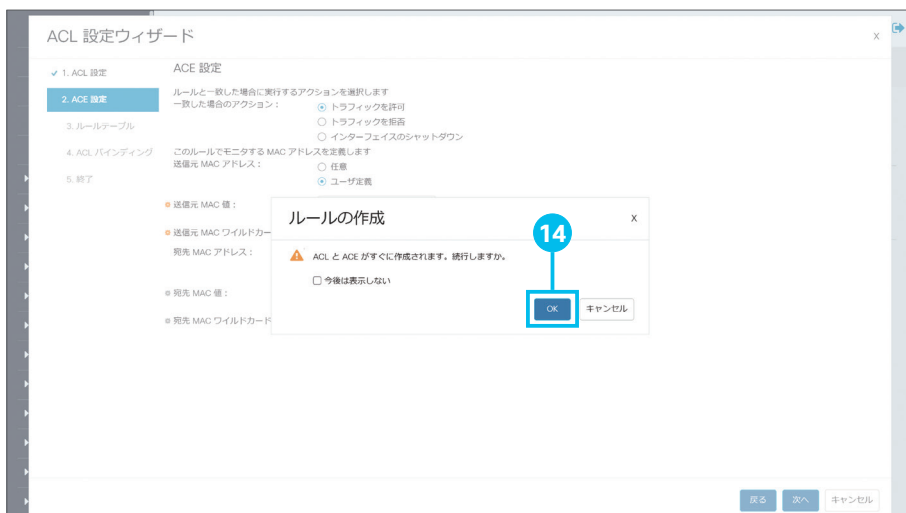 ACL 設定ウィザード
x
1. ACL 設定
2. ACE 設定
3. ルールテーブル
4. ACL バインディング
5. 終了
ACE 設定
ルールと一致した場合に実行するアクションを選択します
一致した場合のアクション：
トラフィックを許可
トラフィックを拒否
インターフェイスのシャットダウン
このルールでモニタする MAC アドレスを定義します
送信元 MAC アドレス：
任意
ユーザ定義
送信元 MAC 値：
送信元 MAC ワイルドカー
宛先 MAC アドレス：
宛先 MAC 値：
宛先 MAC ワイルドカード
ルールの作成
x
14
ACL と ACE がすぐに作成されます。続行しますか。
今後は表示しない
OK
キャンセル
戻る
次へ
キャンセル